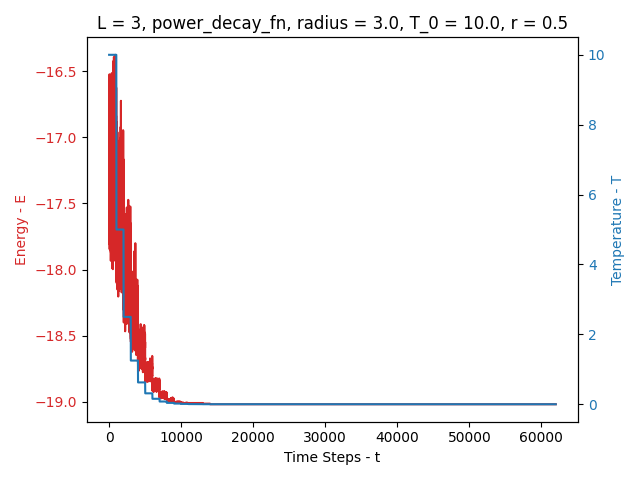 L = 3, power_decay_fn, radius = 3.0, T_0 = 10.0, r = 0.5
Energy - E
−16.5
−17.0
−17.5
−18.0
−18.5
−19.0
10
8
6
4
2
0
Temperature - T
0 10000 20000 30000 40000 50000 60000
Time Steps - t